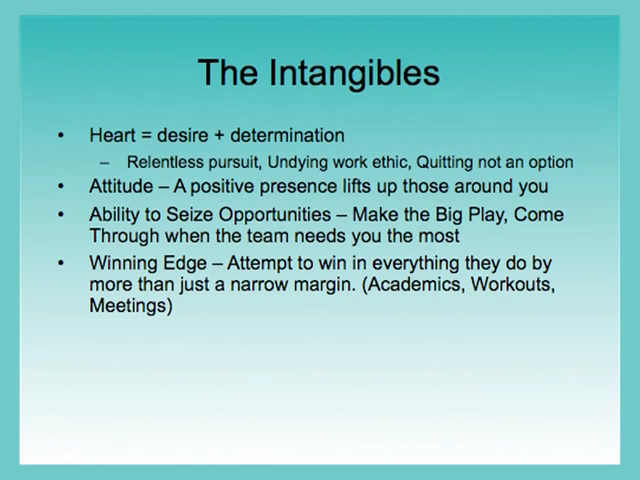 The Intangibles
• Heart = desire + determination
– Relentless pursuit, Undying work ethic, Quitting not an option
• Attitude – A positive presence lifts up those around you
• Ability to Seize Opportunities – Make the Big Play, Come
Through when the team needs you the most
• Winning Edge – Attempt to win in everything they do by
more than just a narrow margin. (Academics, Workouts,
Meetings)